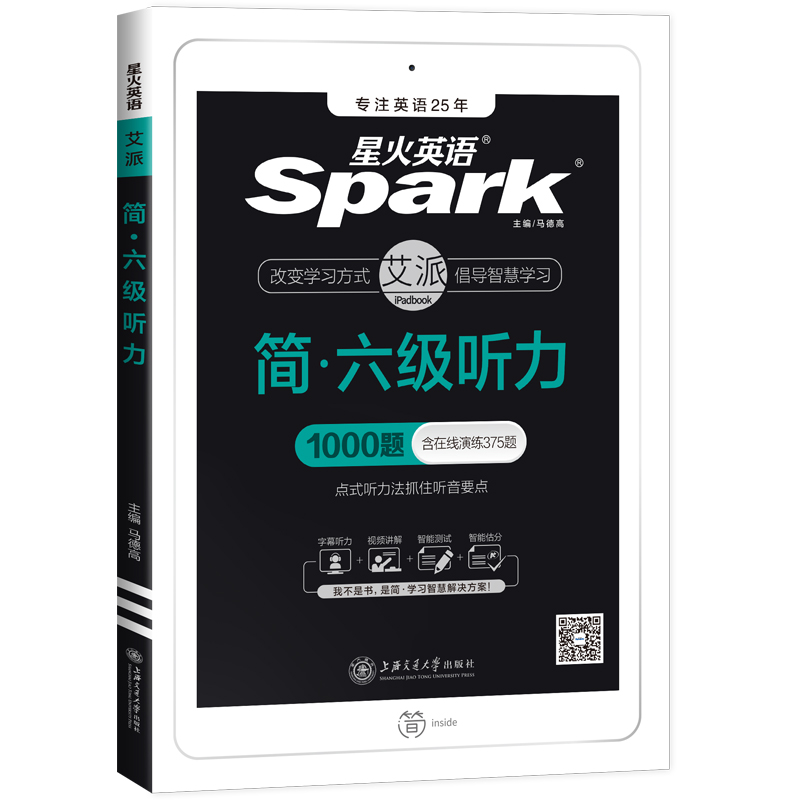 星火英语
艾派
简·六级听力
主编 马德高
上海交通大学出版社
SHANGHAI JIAO TONG UNIVERSITY PRESS
专注英语25年
星火英语®
Spark®
主编/马德高
改变学习方式
艾派
iPadbook
倡导智慧学习
简·六级听力
1000题
含在线演练375题
点式听力法抓住听音要点
字幕听力
视频讲解
智能测试
智能估分
+ + +
我不是书,是简·学习智慧解决方案!
上海交通大学出版社
SHANGHAI JIAO TONG UNIVERSITY PRESS
简 inside